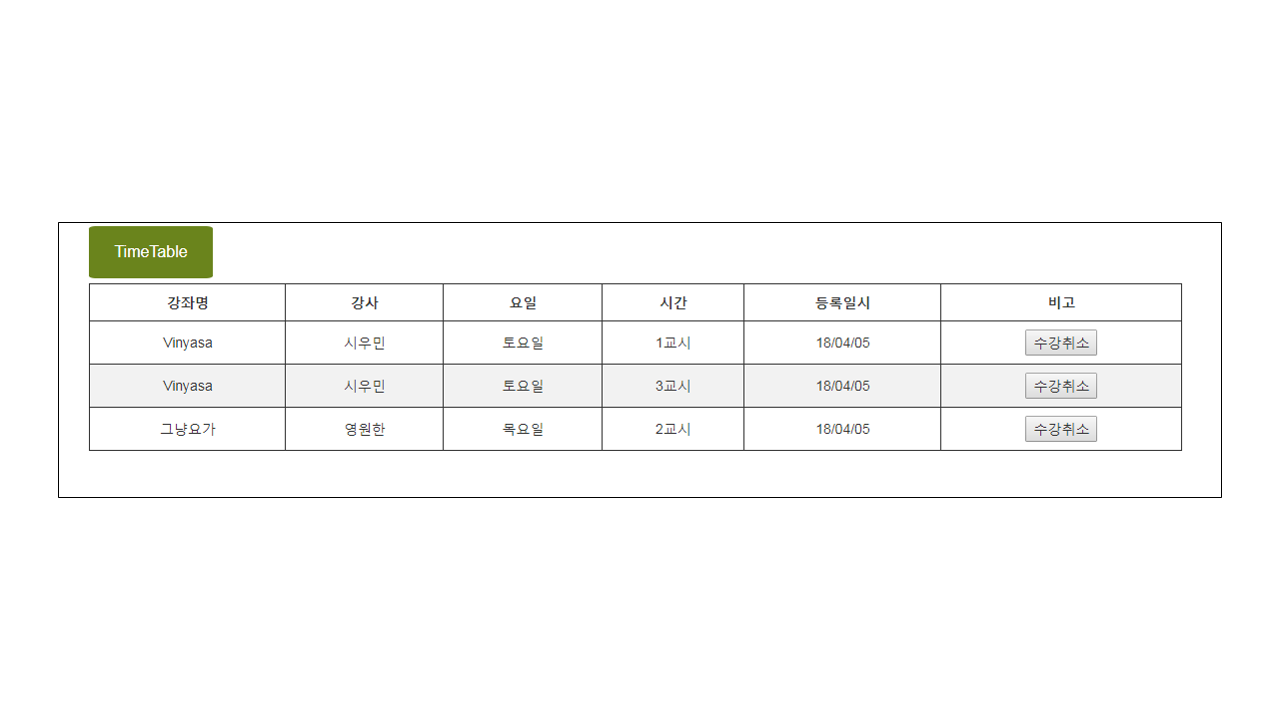 TimeTable
강좌명 강사 요일 시간 등록일시 비고
Vinyasa 시우민 토요일 1교시 18/04/05 수강취소
Vinyasa 시우민 토요일 3교시 18/04/05 수강취소
그냥요가 영원한 목요일 2교시 18/04/05 수강취소